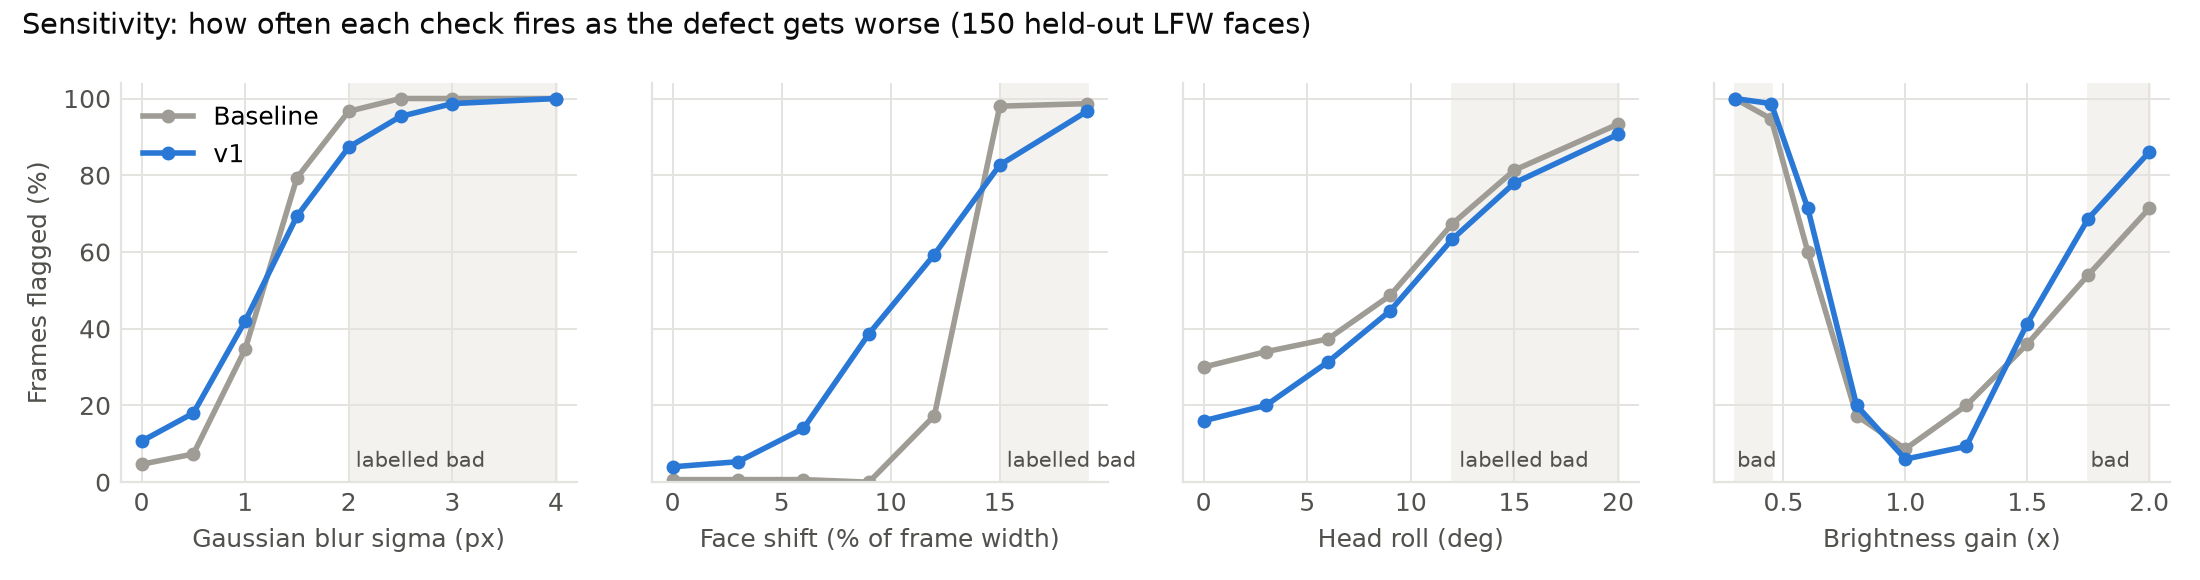 Sensitivity: how often each check fires as the defect gets worse (150 held-out LFW faces)
Frames flagged (%)
100
80
60
40
20
0
Baseline
v1
labelled bad
0 1 2 3 4
Gaussian blur sigma (px)
labelled bad
0 5 10 15
Face shift (% of frame width)
labelled bad
0 5 10 15 20
Head roll (deg)
bad bad
0.5 1.0 1.5 2.0
Brightness gain (x)